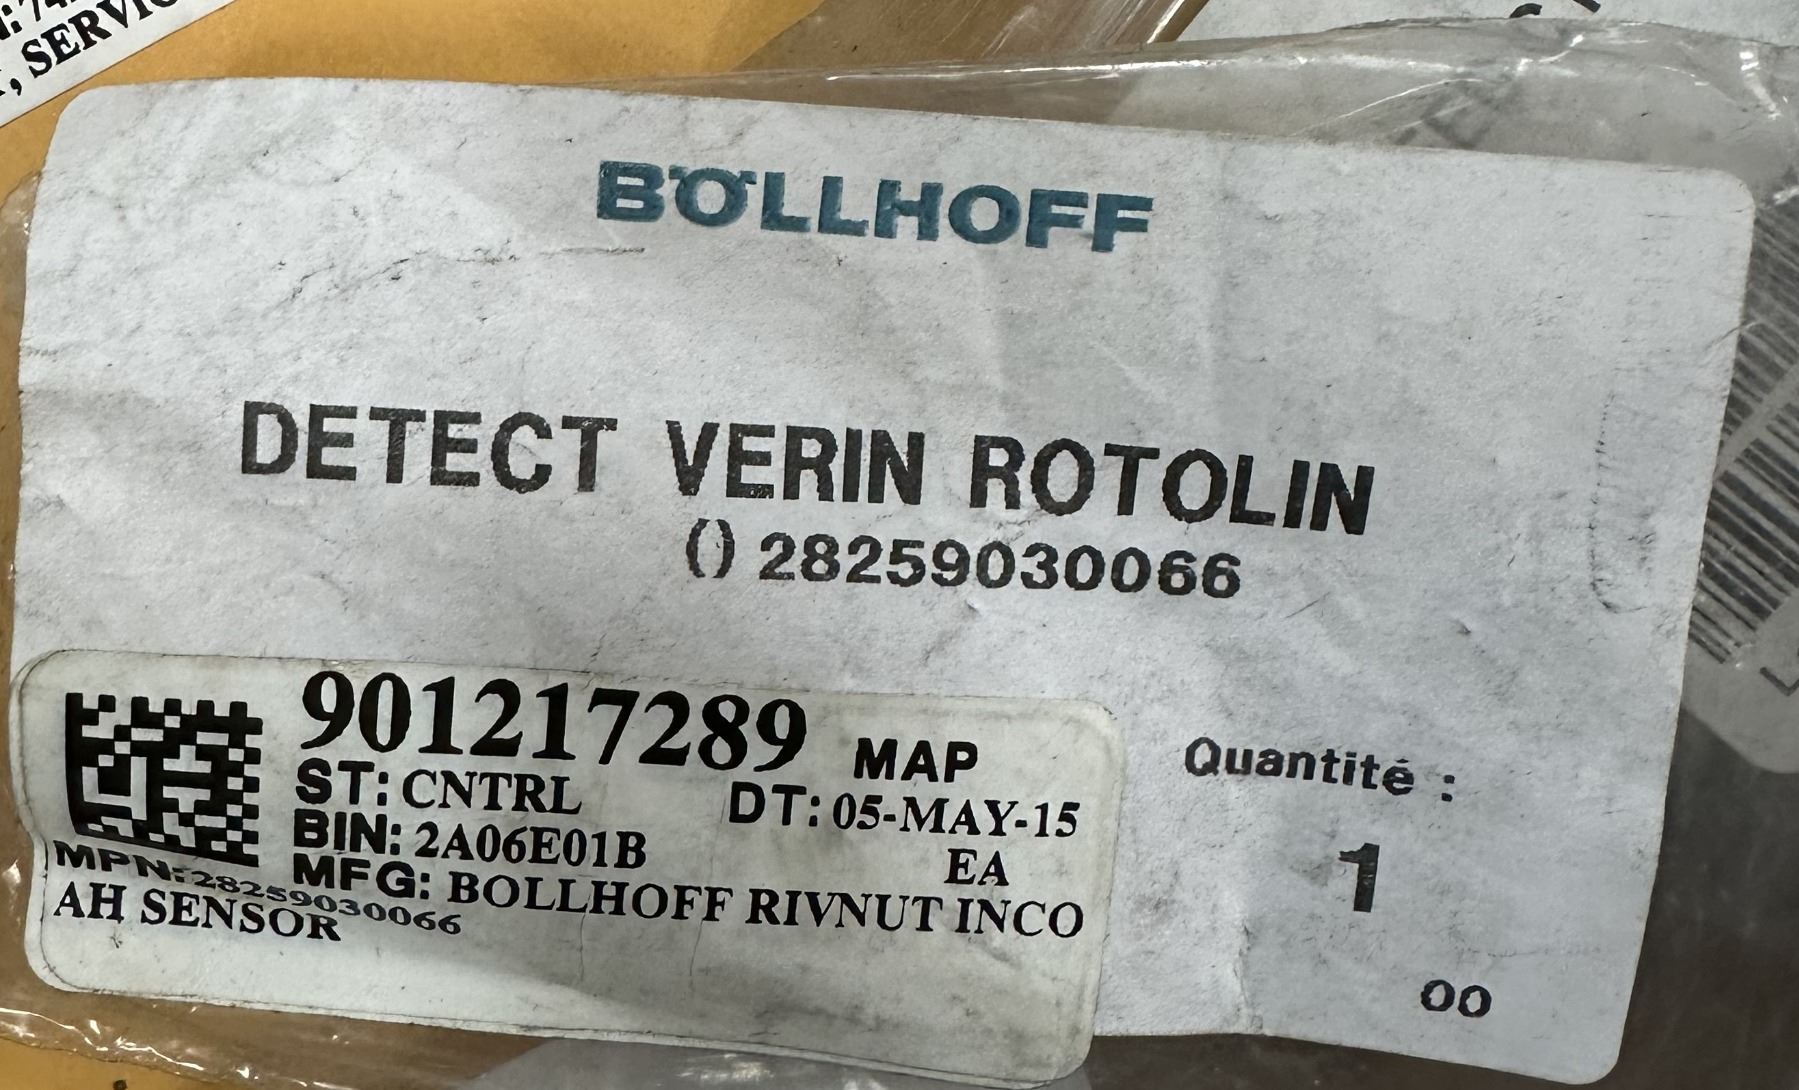 , SERVIC
BÖLLHOFF
DETECT VERIN ROTOLIN
() 28259030066
901217289 MAP
ST: CNTRL DT: 05-MAY-15
BIN: 2A06E01B EA
MFG: BOLLHOFF RIVNUT INCO
MPN: 28259030066
AH SENSOR
Quantité :
1
00